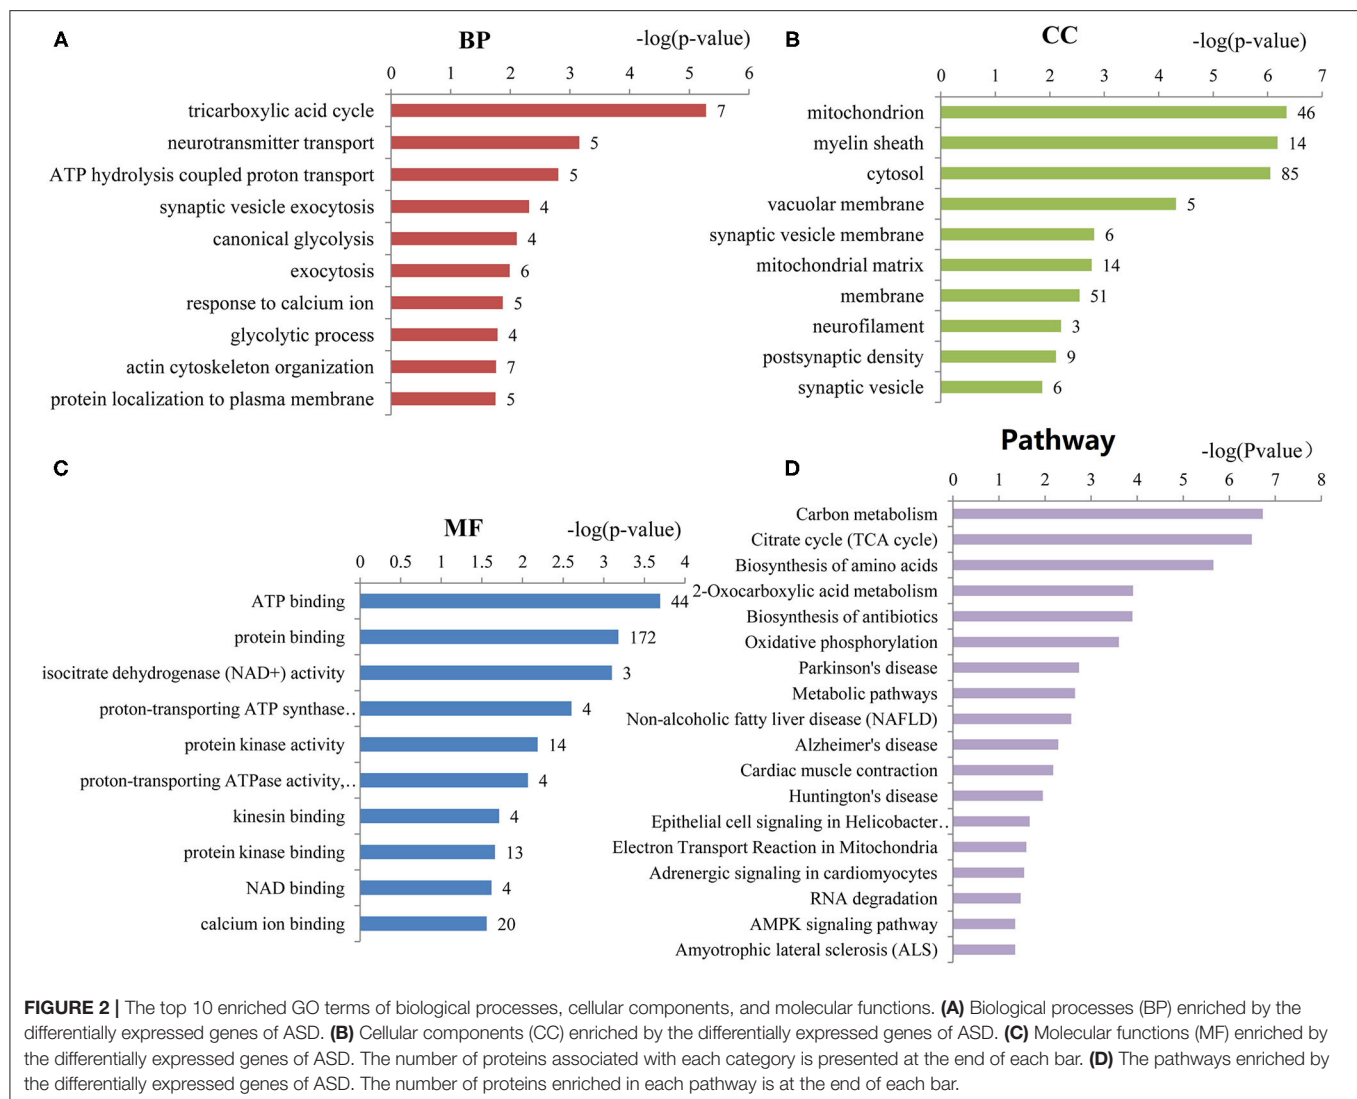 A
BP
-log(p-value)
0 1 2 3 4 5 6
tricarboxylic acid cycle 7
neurotransmitter transport 5
ATP hydrolysis coupled proton transport 5
synaptic vesicle exocytosis 4
canonical glycolysis 4
exocytosis 6
response to calcium ion 5
glycolytic process 4
actin cytoskeleton organization 7
protein localization to plasma membrane 5
B
CC
-log(p-value)
0 1 2 3 4 5 6 7
mitochondrion 46
myelin sheath 14
cytosol 85
vacuolar membrane 5
synaptic vesicle membrane 6
mitochondrial matrix 14
membrane 51
neurofilament 3
postsynaptic density 9
synaptic vesicle 6
C
MF
-log(p-value)
0 0.5 1 1.5 2 2.5 3 3.5 4
ATP binding 44
protein binding 172
isocitrate dehydrogenase (NAD+) activity 3
proton-transporting ATP synthase.. 4
protein kinase activity 14
proton-transporting ATPase activity,.. 4
kinesin binding 4
protein kinase binding 13
NAD binding 4
calcium ion binding 20
D
Pathway
-log(Pvalue）
0 1 2 3 4 5 6 7 8
Carbon metabolism
Citrate cycle (TCA cycle)
Biosynthesis of amino acids
2-Oxocarboxylic acid metabolism
Biosynthesis of antibiotics
Oxidative phosphorylation
Parkinson's disease
Metabolic pathways
Non-alcoholic fatty liver disease (NAFLD)
Alzheimer's disease
Cardiac muscle contraction
Huntington's disease
Epithelial cell signaling in Helicobacter..
Electron Transport Reaction in Mitochondria
Adrenergic signaling in cardiomyocytes
RNA degradation
AMPK signaling pathway
Amyotrophic lateral sclerosis (ALS)
FIGURE 2 | The top 10 enriched GO terms of biological processes, cellular components, and molecular functions. (A) Biological processes (BP) enriched by the
differentially expressed genes of ASD. (B) Cellular components (CC) enriched by the differentially expressed genes of ASD. (C) Molecular functions (MF) enriched by
the differentially expressed genes of ASD. The number of proteins associated with each category is presented at the end of each bar. (D) The pathways enriched by
the differentially expressed genes of ASD. The number of proteins enriched in each pathway is at the end of each bar.